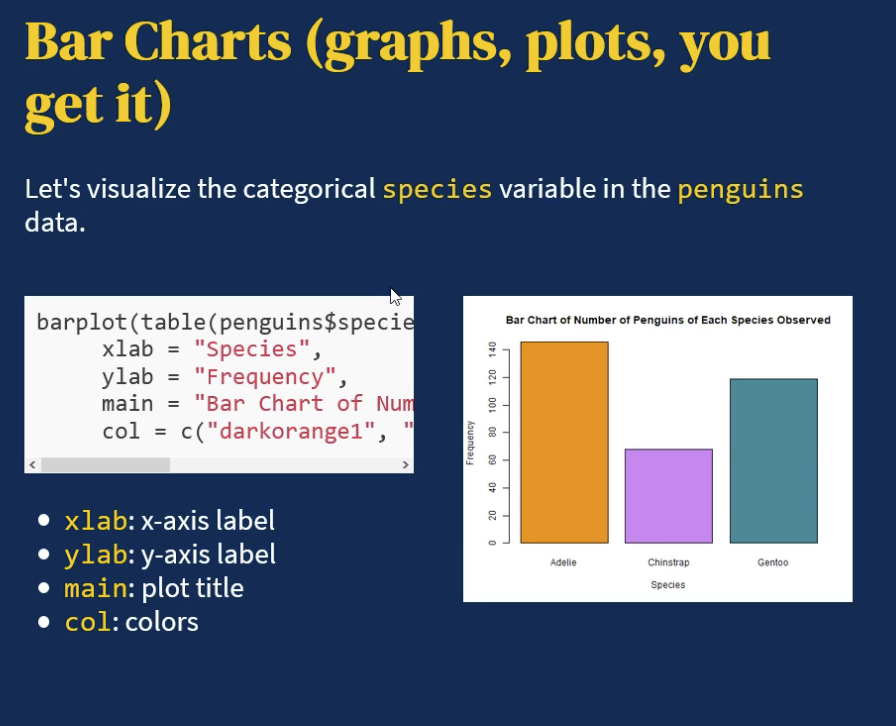 Bar Charts (graphs, plots, you
get it)
Let's visualize the categorical species variable in the penguins
data.
barplot(table(penguins$specie
xlab = "Species",
ylab = "Frequency",
main = "Bar Chart of Num
col = c("darkorange1", "
xlab: x-axis label
ylab: y-axis label
main: plot title
col: colors
Bar Chart of Number of Penguins of Each Species Observed
Frequency
140
120
100
80
60
40
20
0
Adelie Chinstrap Gentoo
Species